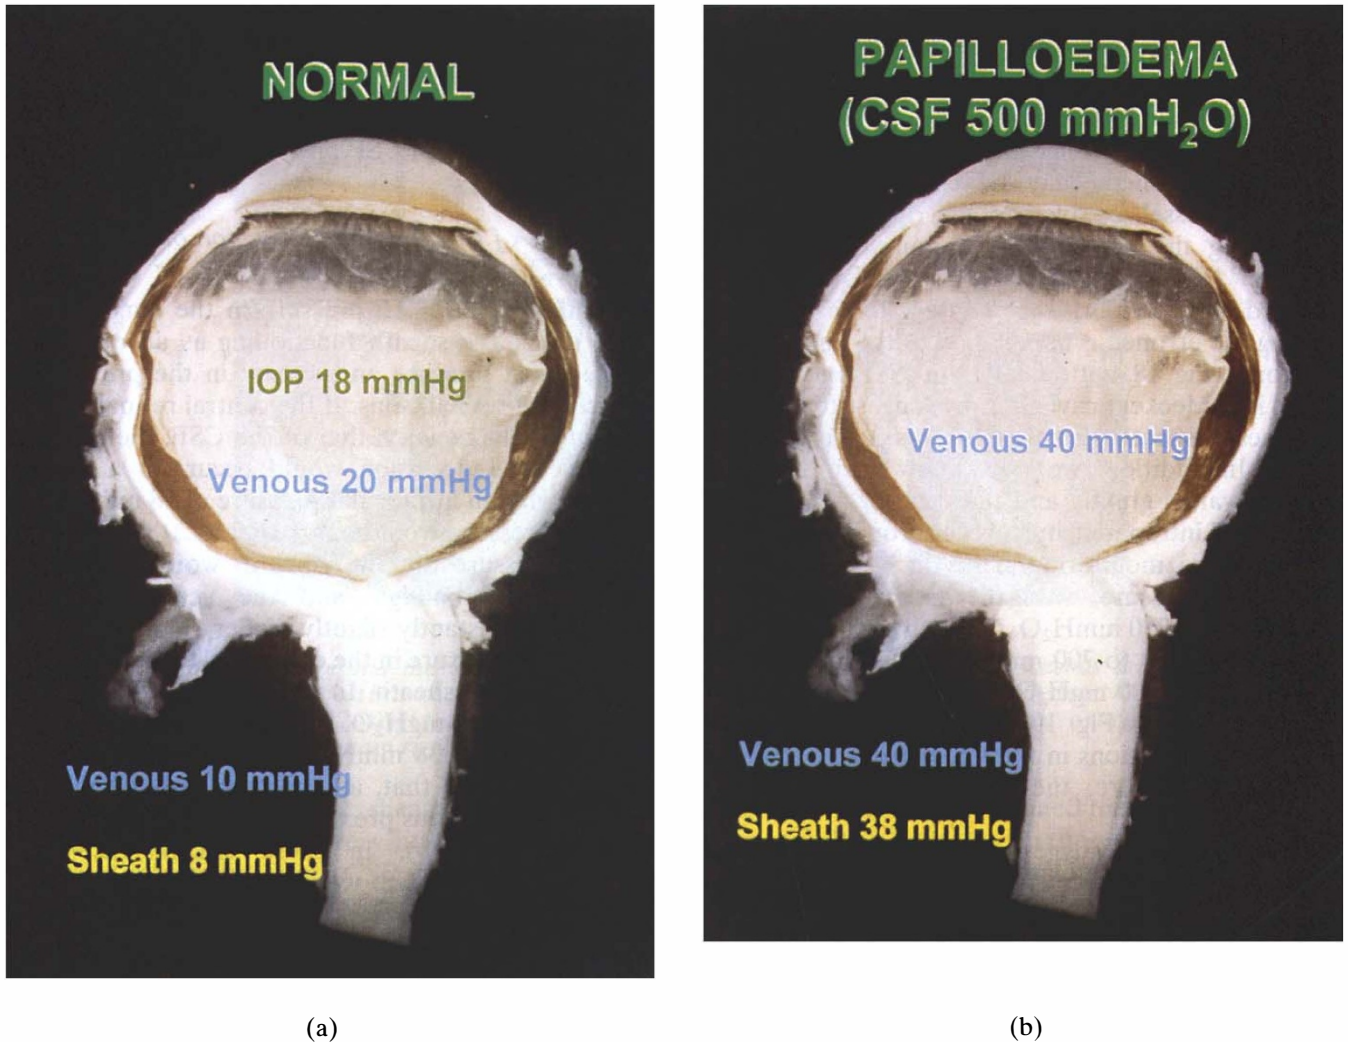 NORMAL
IOP 18 mmHg
Venous 20 mmHg
Venous 10 mmHg
Sheath 8 mmHg
(a)
PAPILLOEDEMA
(CSF 500 mmH₂O)
Venous 40 mmHg
Venous 40 mmHg
Sheath 38 mmHg
(b)